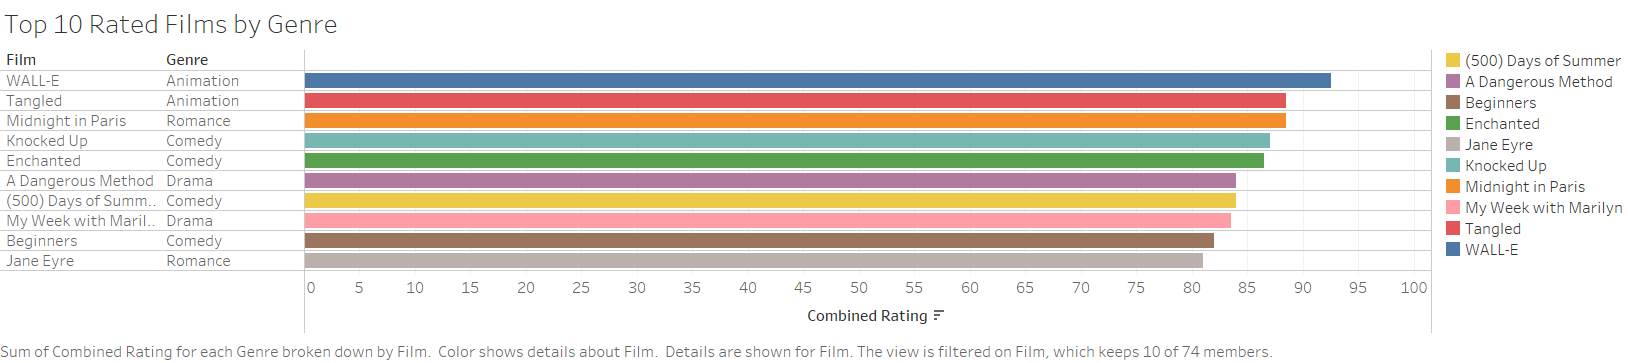 Top 10 Rated Films by Genre
Film Genre
WALL-E Animation
Tangled Animation
Midnight in Paris Romance
Knocked Up Comedy
Enchanted Comedy
A Dangerous Method Drama
(500) Days of Summ.. Comedy
My Week with Maril.. Drama
Beginners Comedy
Jane Eyre Romance
0 5 10 15 20 25 30 35 40 45 50 55 60 65 70 75 80 85 90 95 100
Combined Rating
(500) Days of Summer
A Dangerous Method
Beginners
Enchanted
Jane Eyre
Knocked Up
Midnight in Paris
My Week with Marilyn
Tangled
WALL-E
Sum of Combined Rating for each Genre broken down by Film. Color shows details about Film. Details are shown for Film. The view is filtered on Film, which keeps 10 of 74 members.